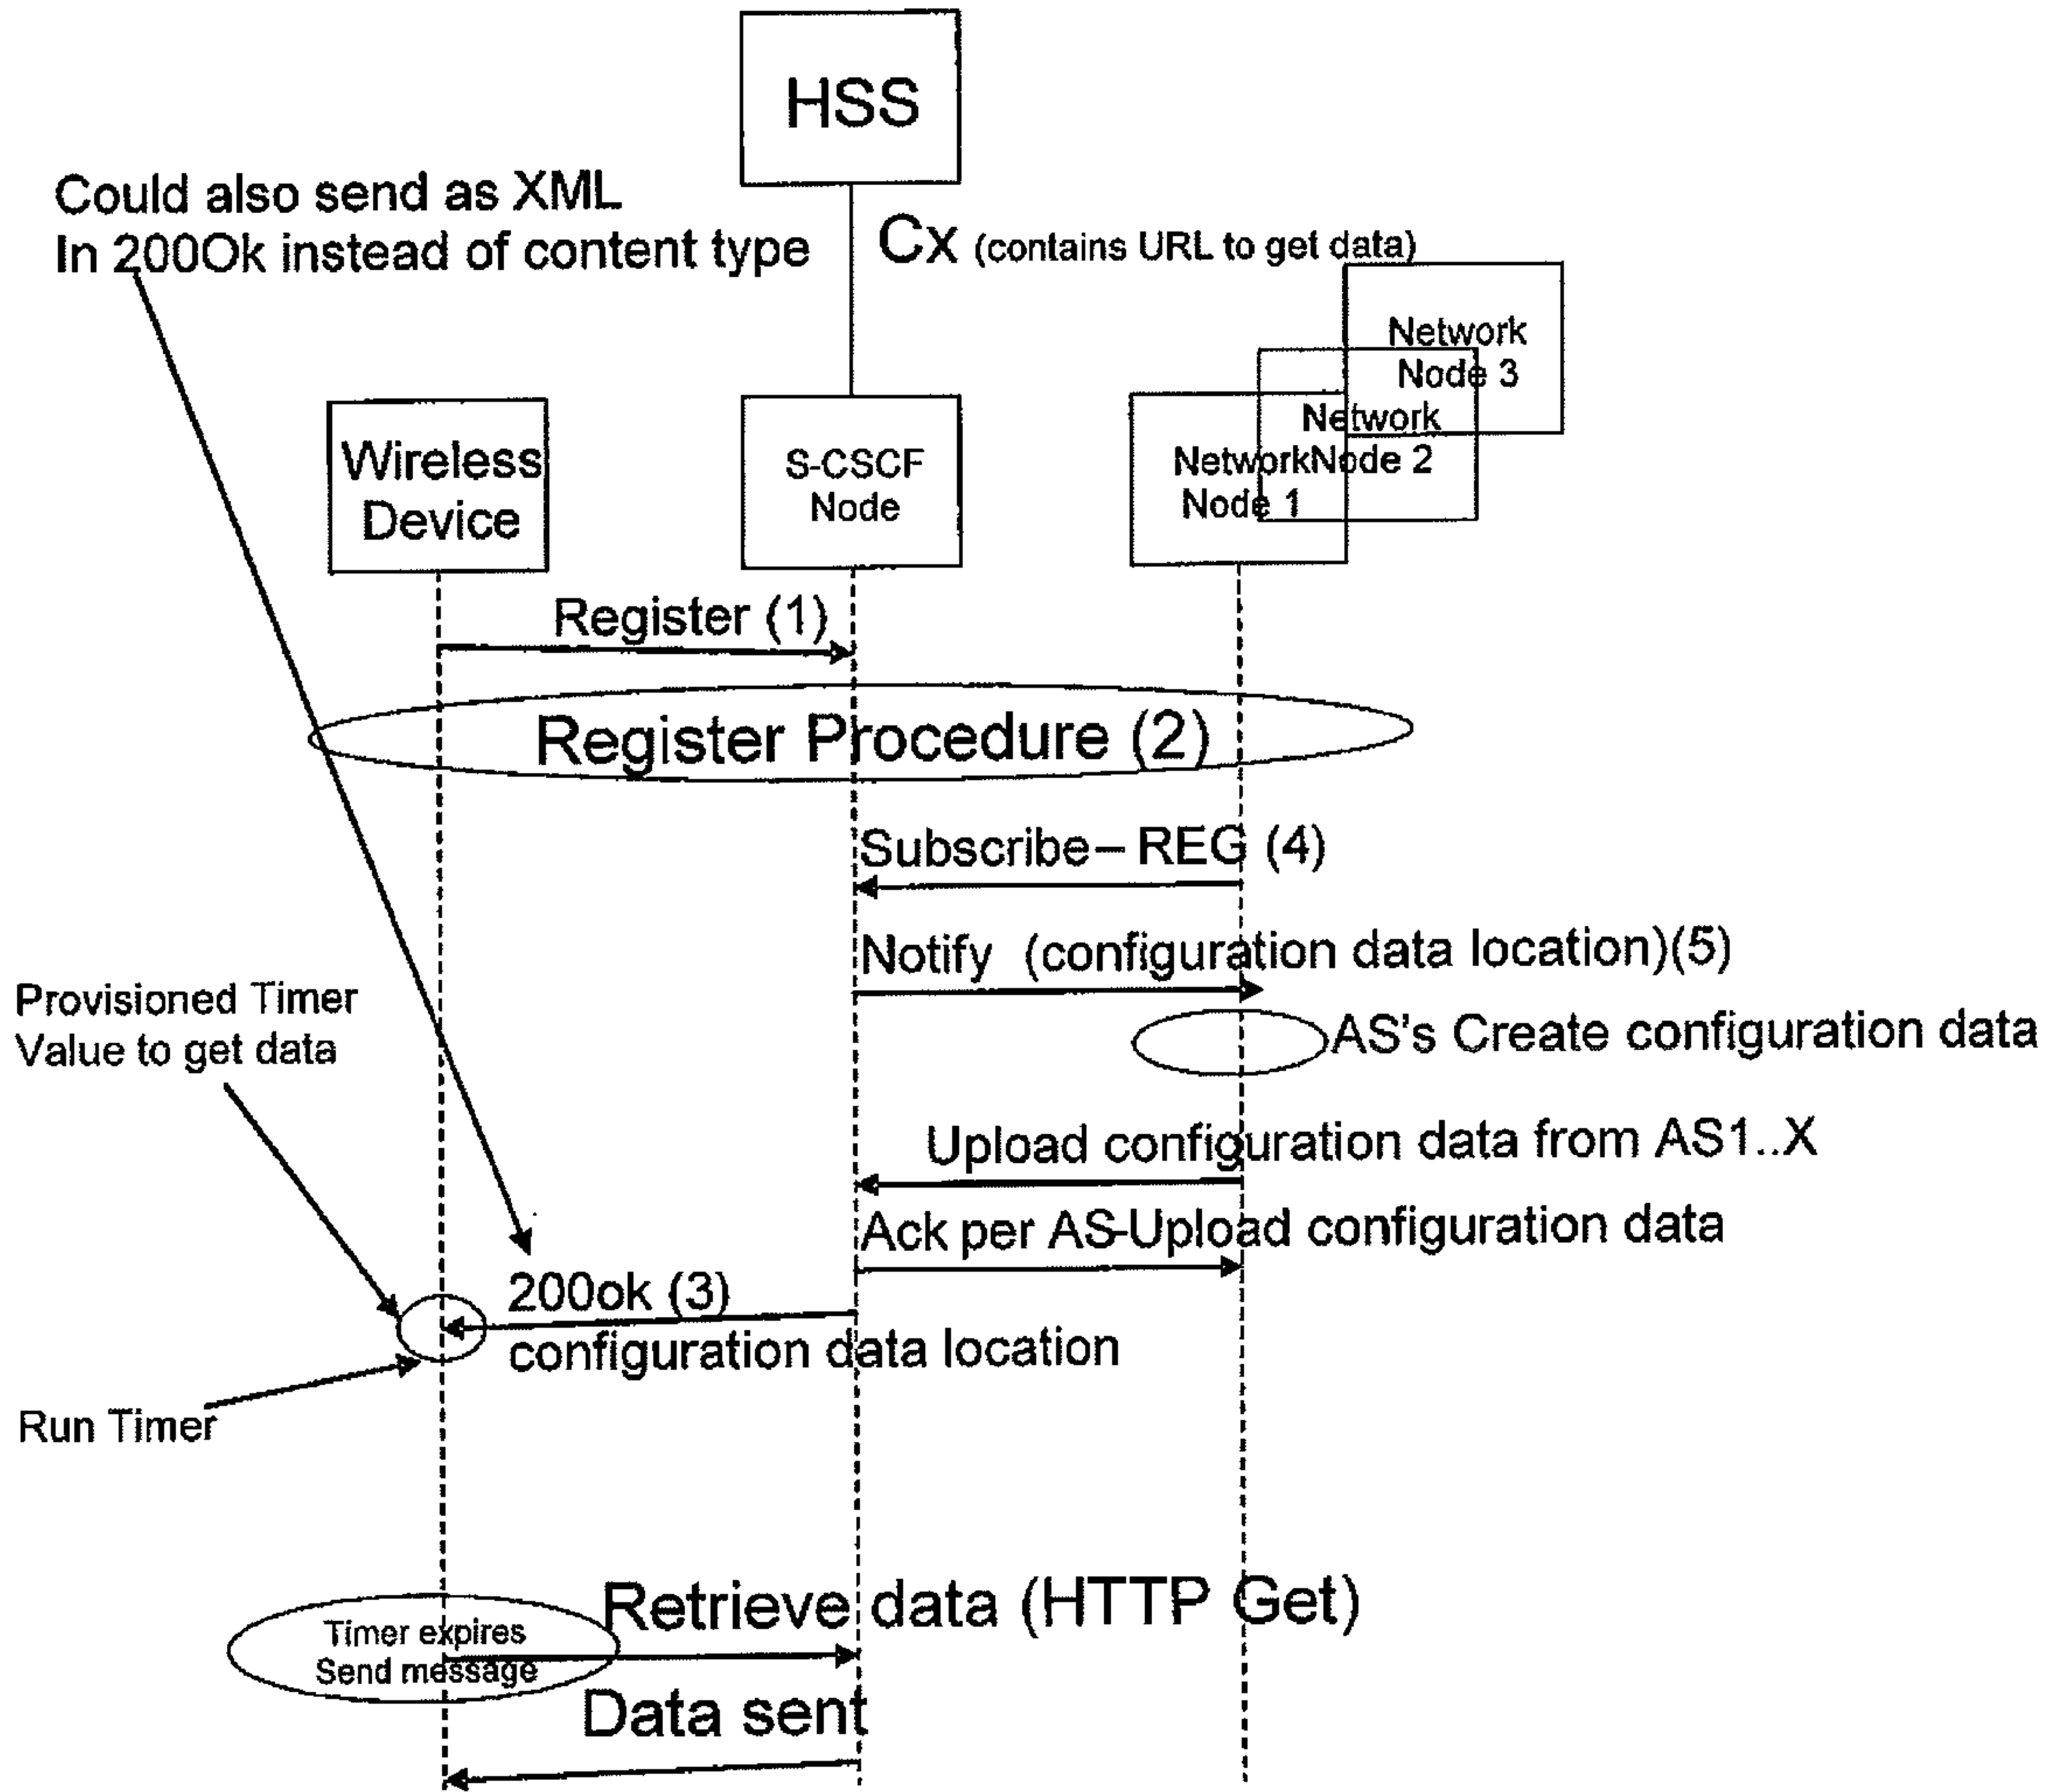 HSS
Could also send as XML
In 200Ok instead of content type
Cx (contains URL to get data)
Network
Node 3
Network
Node 2
Network
Node 1
Wireless
Device
S-CSCF
Node
Register (1)
Register Procedure (2)
Subscribe – REG (4)
Notify (configuration data location)(5)
Provisioned Timer
Value to get data
AS's Create configuration data
Upload configuration data from AS1..X
Ack per AS-Upload configuration data
200ok (3)
configuration data location
Run Timer
Retrieve data (HTTP Get)
Timer expires
Send message
Data sent